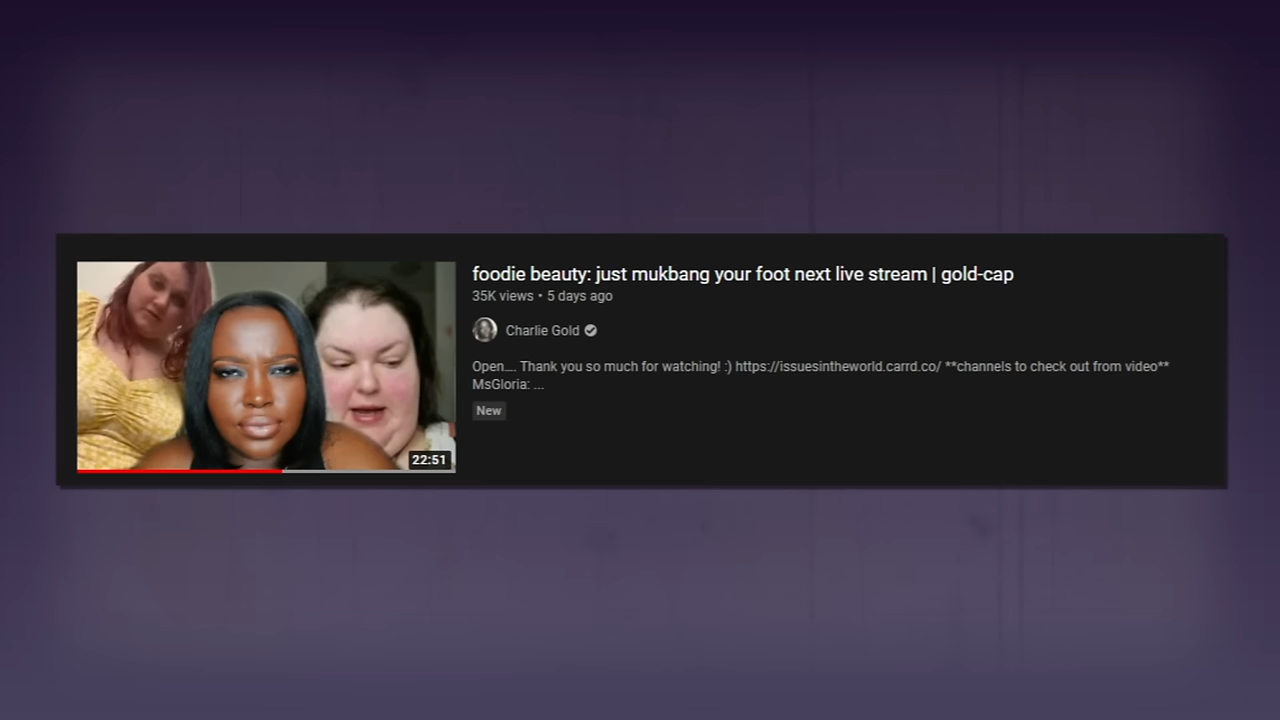 foodie beauty: just mukbang your foot next live stream | gold-cap
35K views • 5 days ago
Charlie Gold
Open.... Thank you so much for watching! :) https://issuesintheworld.carrd.co/ **channels to check out from video**
MsGloria: ...
New
22:51